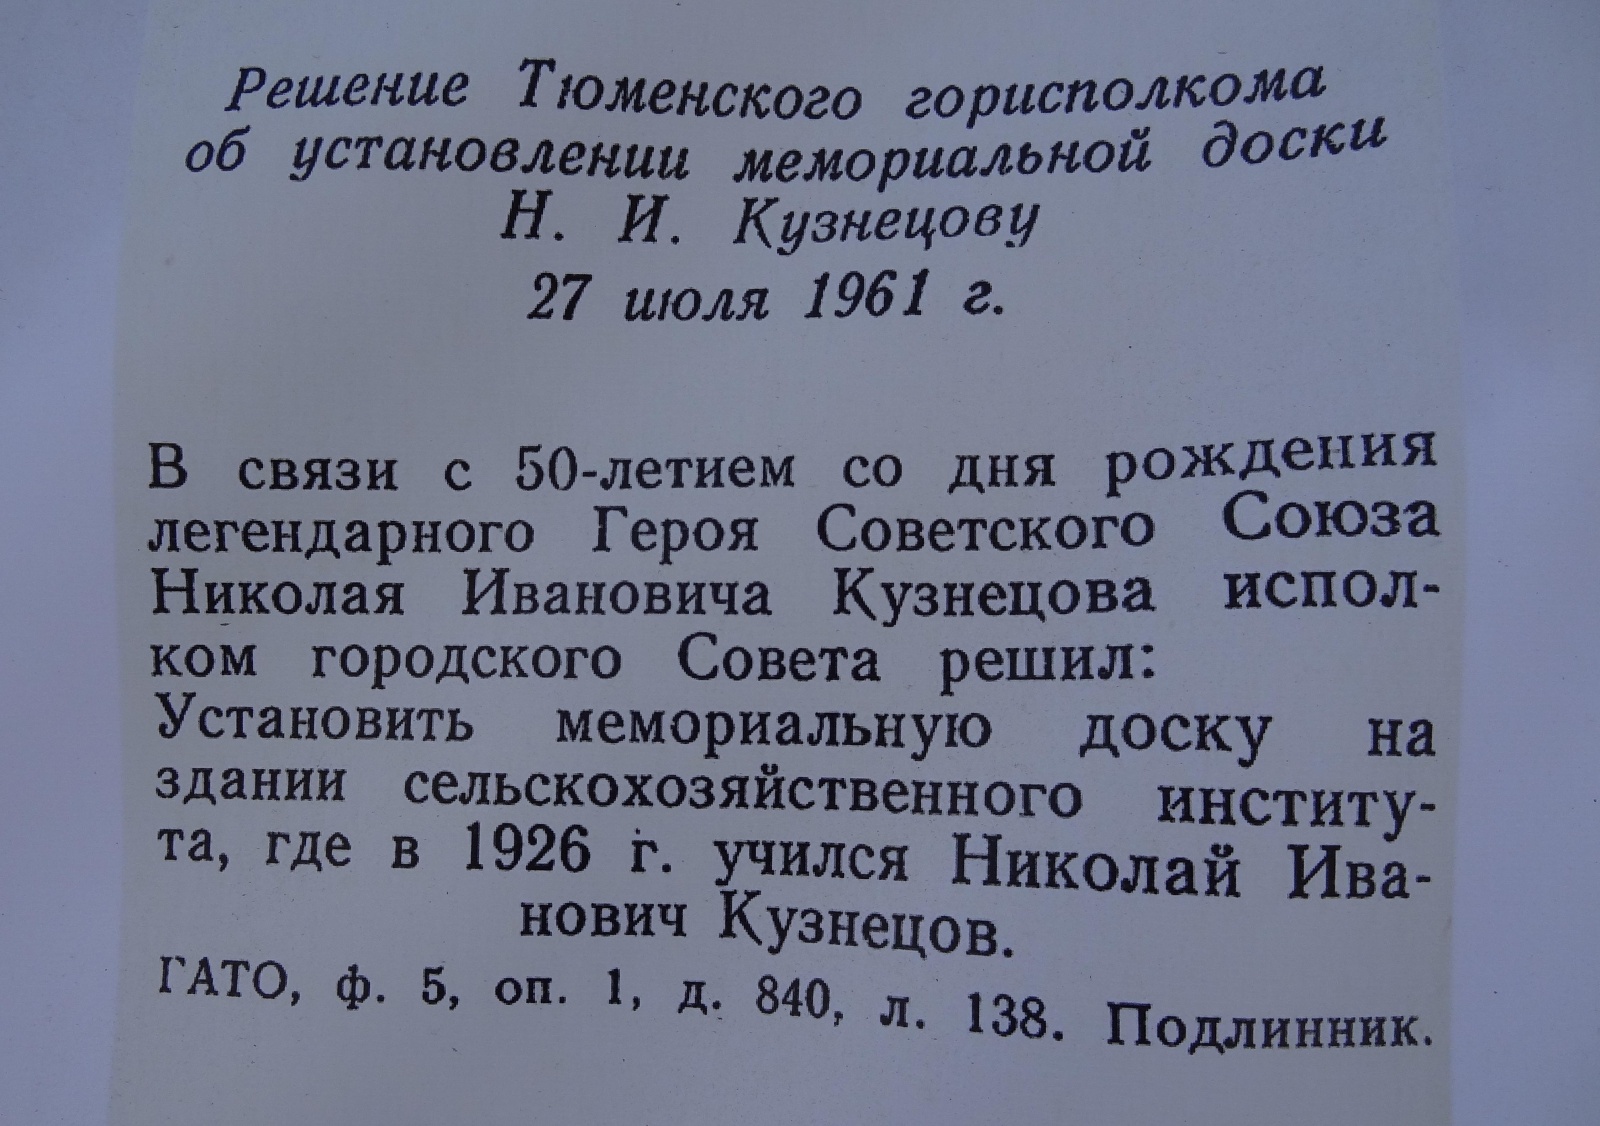 Решение Тюменского горисполкома
об установлении мемориальной доски
Н. И. Кузнецову
27 июля 1961 г.
В связи с 50-летием со дня рождения
легендарного Героя Советского Союза
Николая Ивановича Кузнецова испол-
ком городского Совета решил:
Установить мемориальную доску на
здании сельскохозяйственного институ-
та, где в 1926 г. учился Николай Ива-
нович Кузнецов.
ГАТО, ф. 5, оп. 1, д. 840, л. 138. Подлинник.